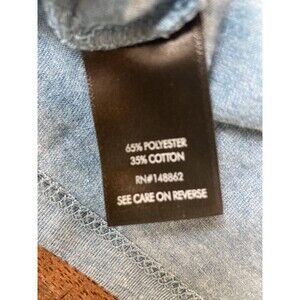 65% POLYESTER
35% COTTON
RN#148862
SEE CARE ON REVERSE